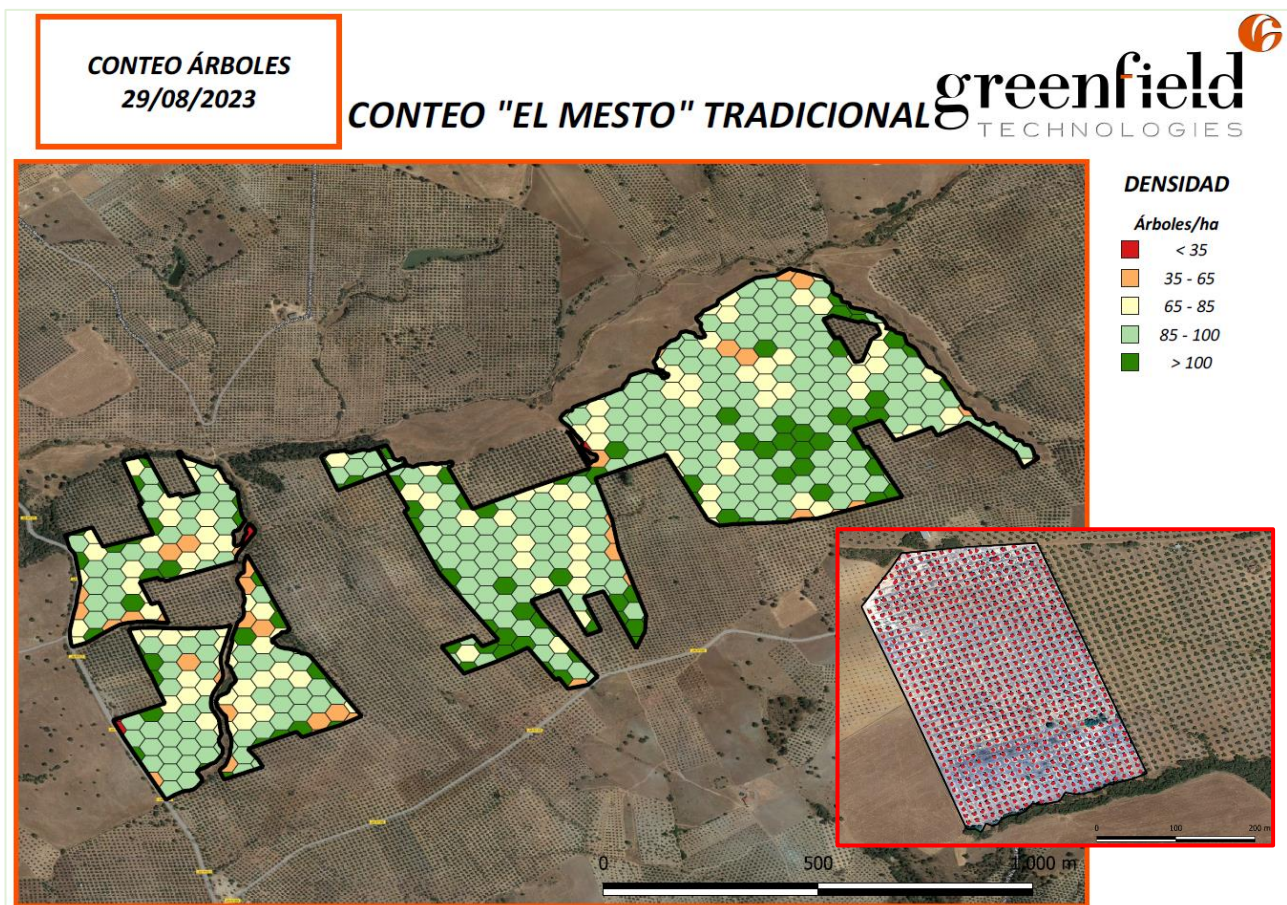 CONTEO ÁRBOLES
29/08/2023
CONTEO "EL MESTO" TRADICIONAL
greenfield
TECHNOLOGIES
DENSIDAD
Árboles/ha
< 35
35 - 65
65 - 85
85 - 100
> 100
0 100 200 m
0 500 1.000 m